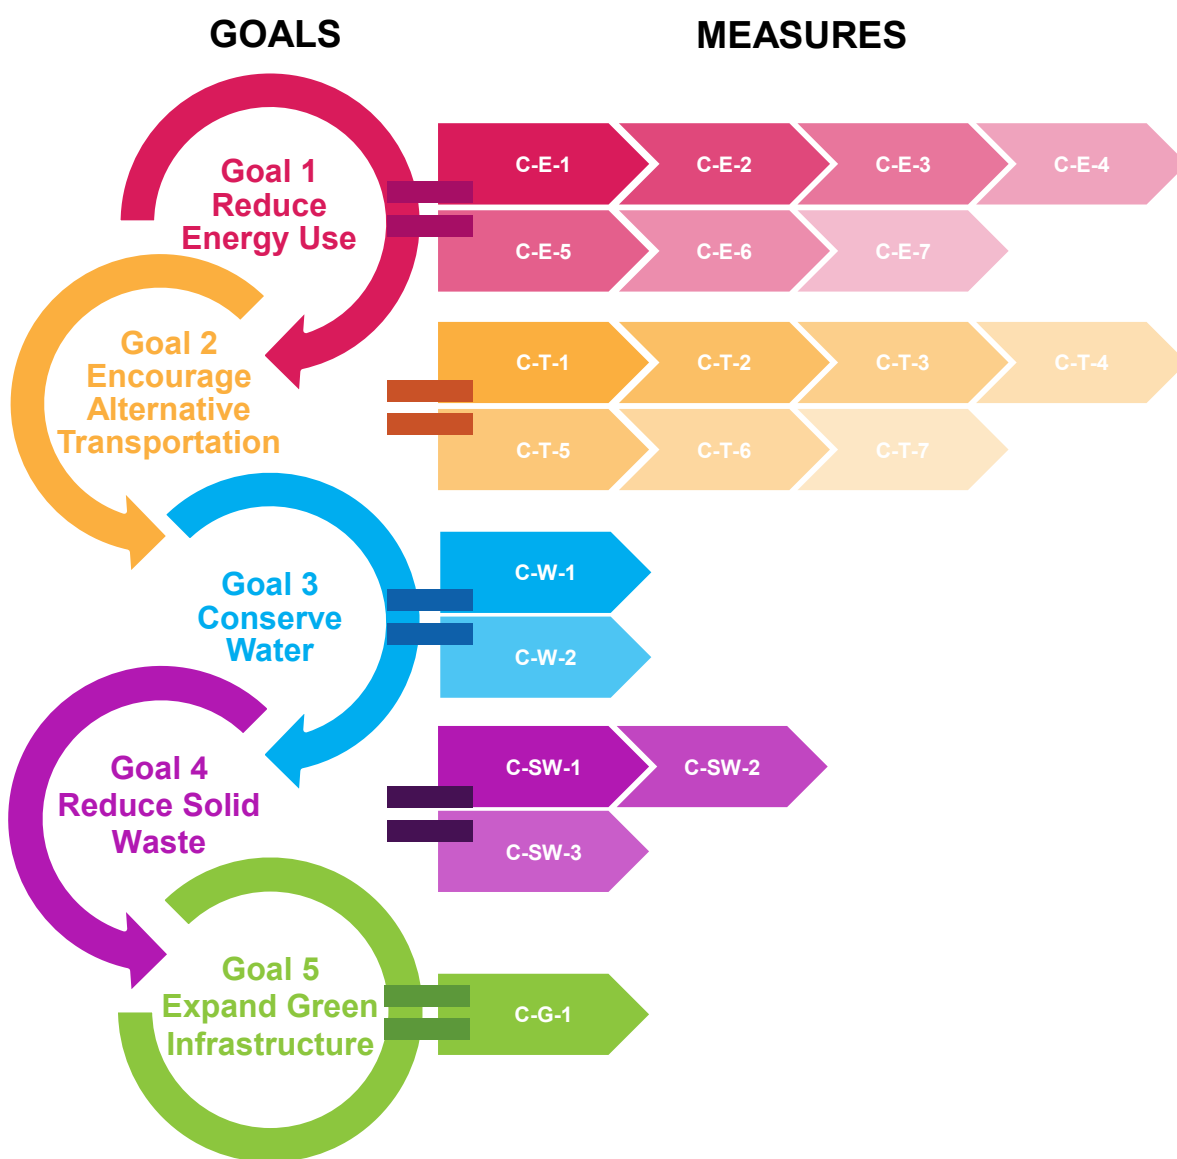 GOALS
MEASURES
Goal 1
Reduce
Energy Use
C-E-1
C-E-2
C-E-3
C-E-4
C-E-5
C-E-6
C-E-7
Goal 2
Encourage
Alternative
Transportation
C-T-1
C-T-2
C-T-3
C-T-4
C-T-5
C-T-6
C-T-7
Goal 3
Conserve
Water
C-W-1
C-W-2
Goal 4
Reduce Solid
Waste
C-SW-1
C-SW-2
C-SW-3
Goal 5
Expand Green
Infrastructure
C-G-1